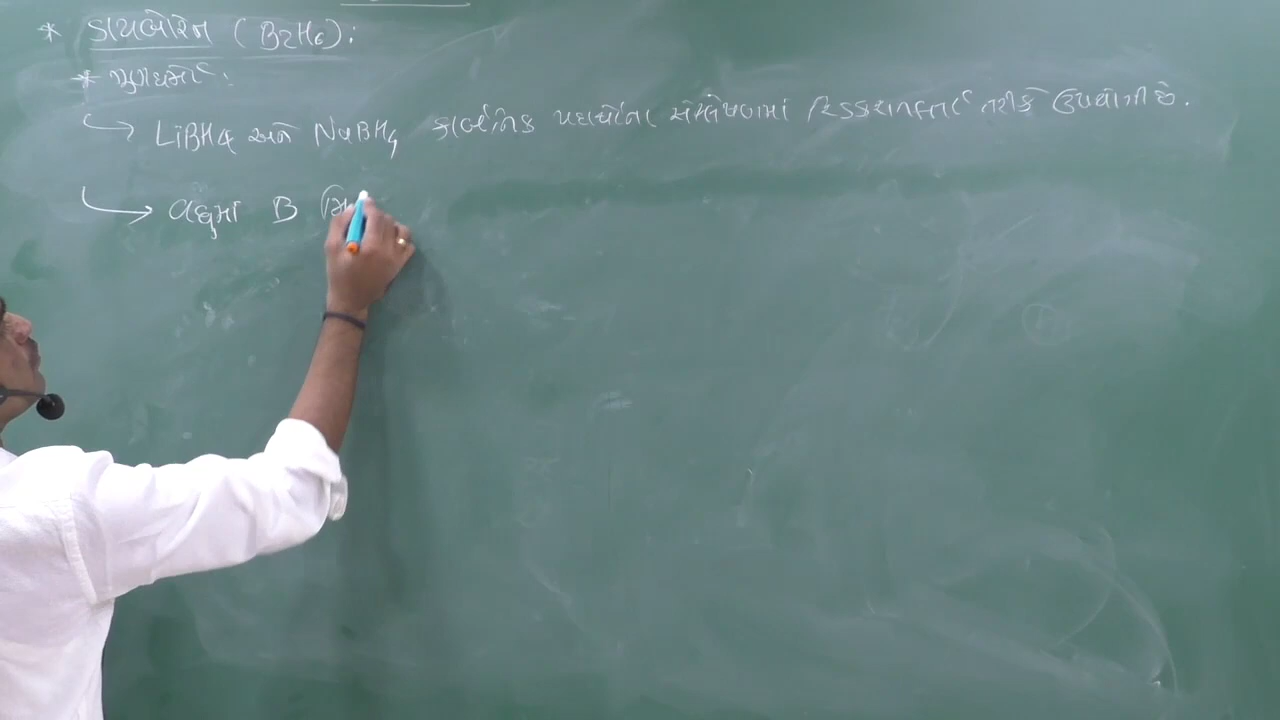 * ડાયબોરેન (B2H6):
* ગુણધર્મો:
↳ LiBH4 અને NaBH4 કાર્બનિક પદાર્થોના સંશ્લેષણમાં રિડક્શનકર્તા તરીકે ઉપયોગી છે.
↳ વધુમાં B